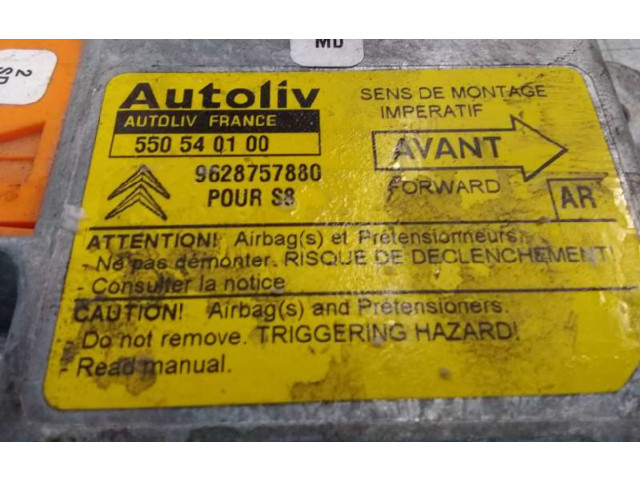 MD
2
SD
Autoliv
AUTOLIV FRANCE
550 54 01 00
9628757880
POUR S8
SENS DE MONTAGE
IMPERATIF
AVANT
FORWARD
AR
ATTENTION! Airbag(s) et Prétensionneurs.
- Ne pas démonter. RISQUE DE DECLENCHEMENT!
- Consulter la notice
CAUTION! Airbag(s) and Pretensioners.
- Do not remove. TRIGGERING HAZARD!
- Read manual.